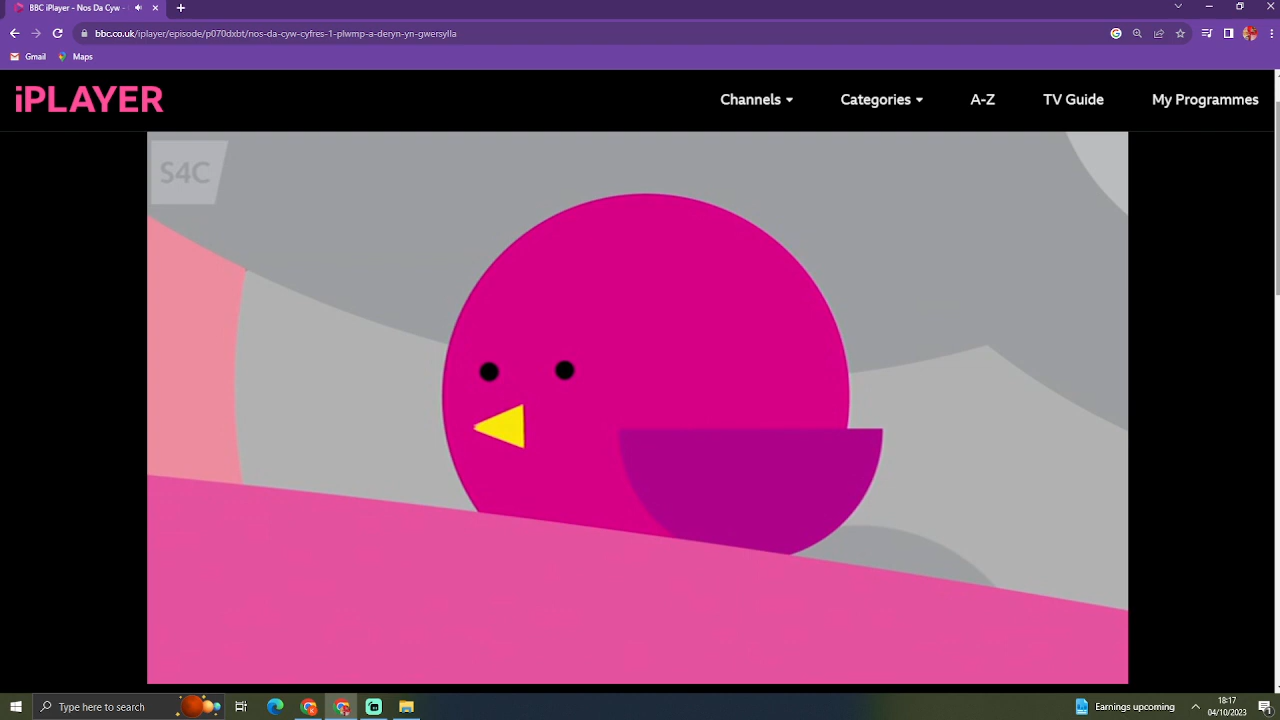 BBC iPlayer - Nos Da Cyw
bbc.co.uk/iplayer/episode/p070dxbt/nos-da-cyw-cyfres-1-plwmp-a-deryn-yn-gwersylla
Gmail Maps
iPLAYER Channels Categories A-Z TV Guide My Programmes
S4C
Type here to search Earnings upcoming 18:17
04/10/2023